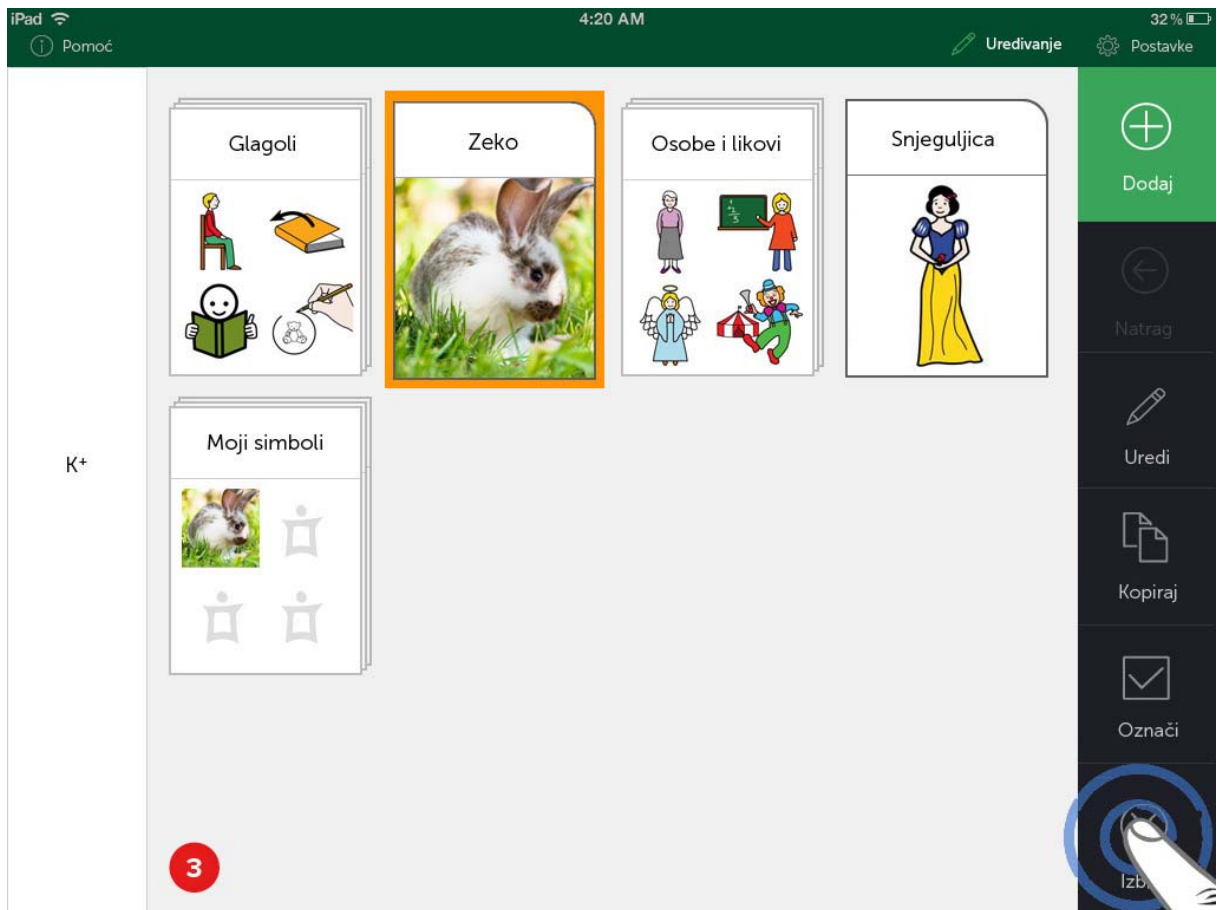 iPad 4:20 AM 32%
Pomoć Uredivanje Postavke
Glagoli
Zeko
Osobe i likovi
Snjeguljica
Moji simboli
K+
Dodaj
Natrag
Uredi
Kopiraj
Označi
3